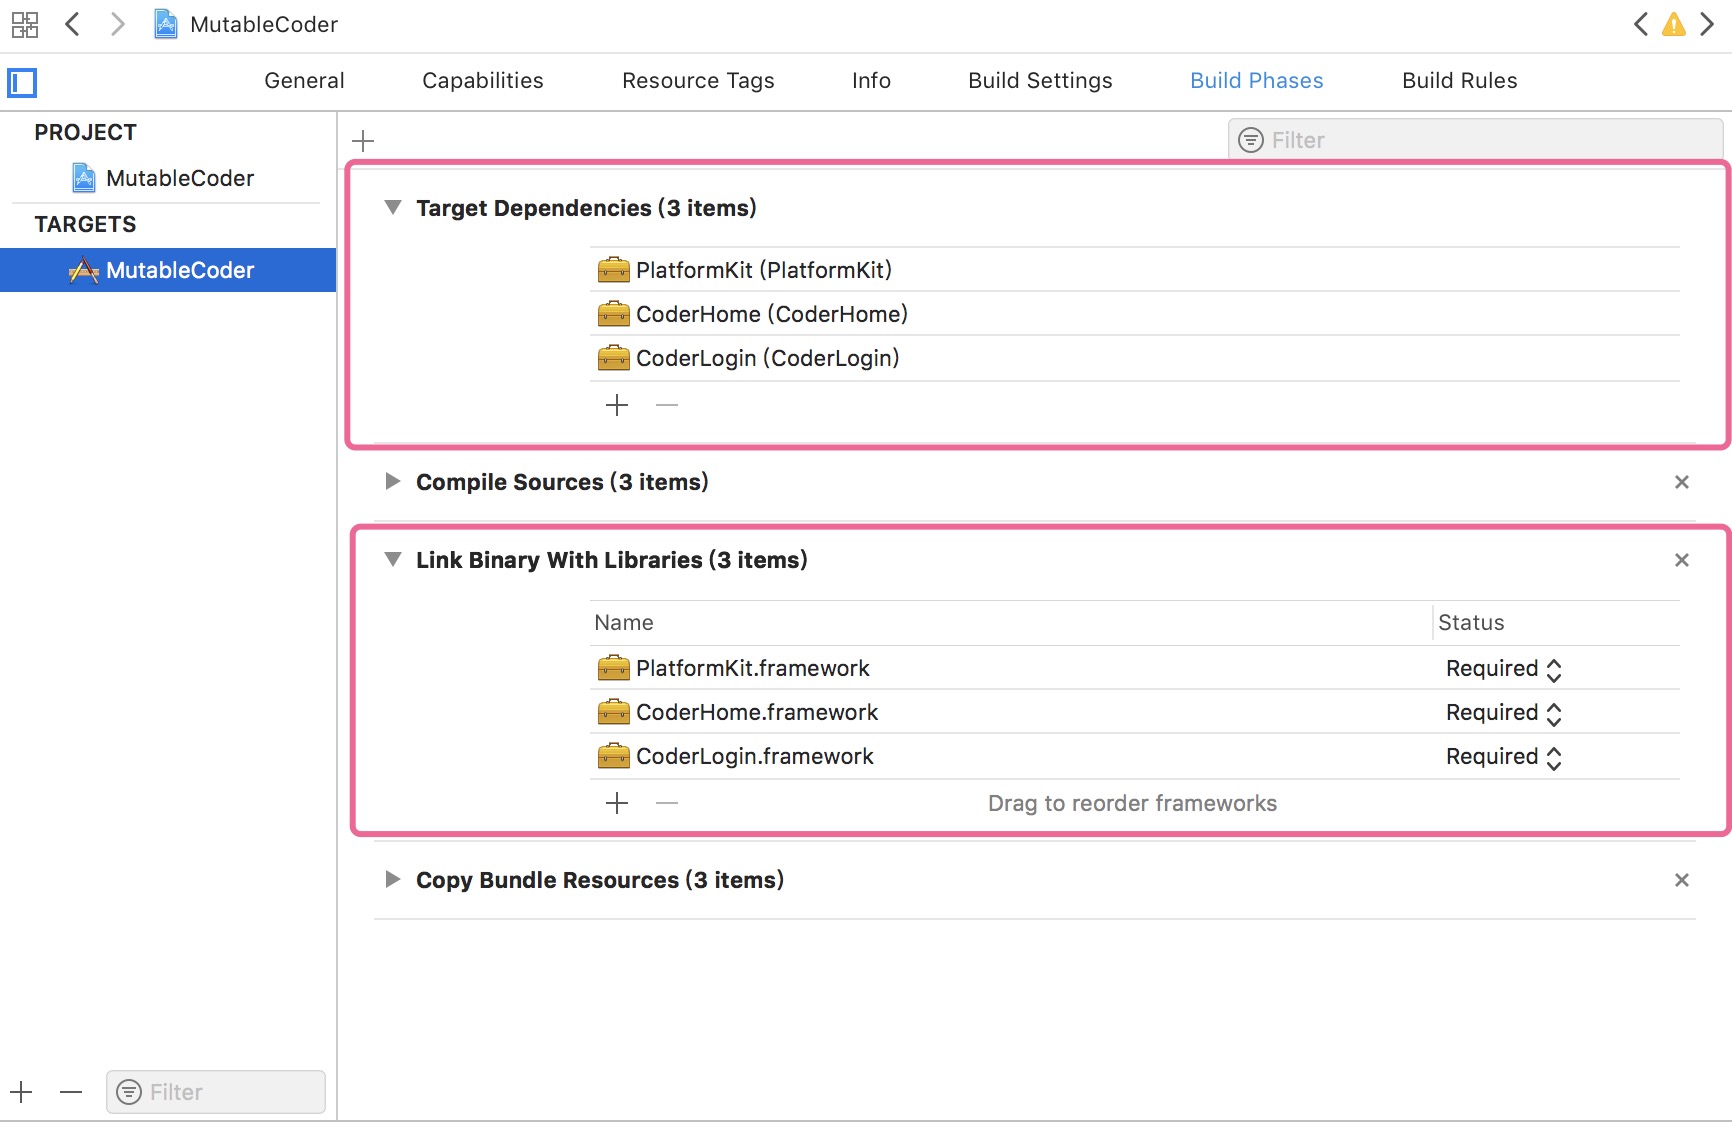 MutableCoder
General Capabilities Resource Tags Info Build Settings Build Phases Build Rules
PROJECT
MutableCoder
TARGETS
MutableCoder
Filter
Target Dependencies (3 items)
PlatformKit (PlatformKit)
CoderHome (CoderHome)
CoderLogin (CoderLogin)
Compile Sources (3 items)
Link Binary With Libraries (3 items)
Name Status
PlatformKit.framework Required
CoderHome.framework Required
CoderLogin.framework Required
Drag to reorder frameworks
Copy Bundle Resources (3 items)
Filter